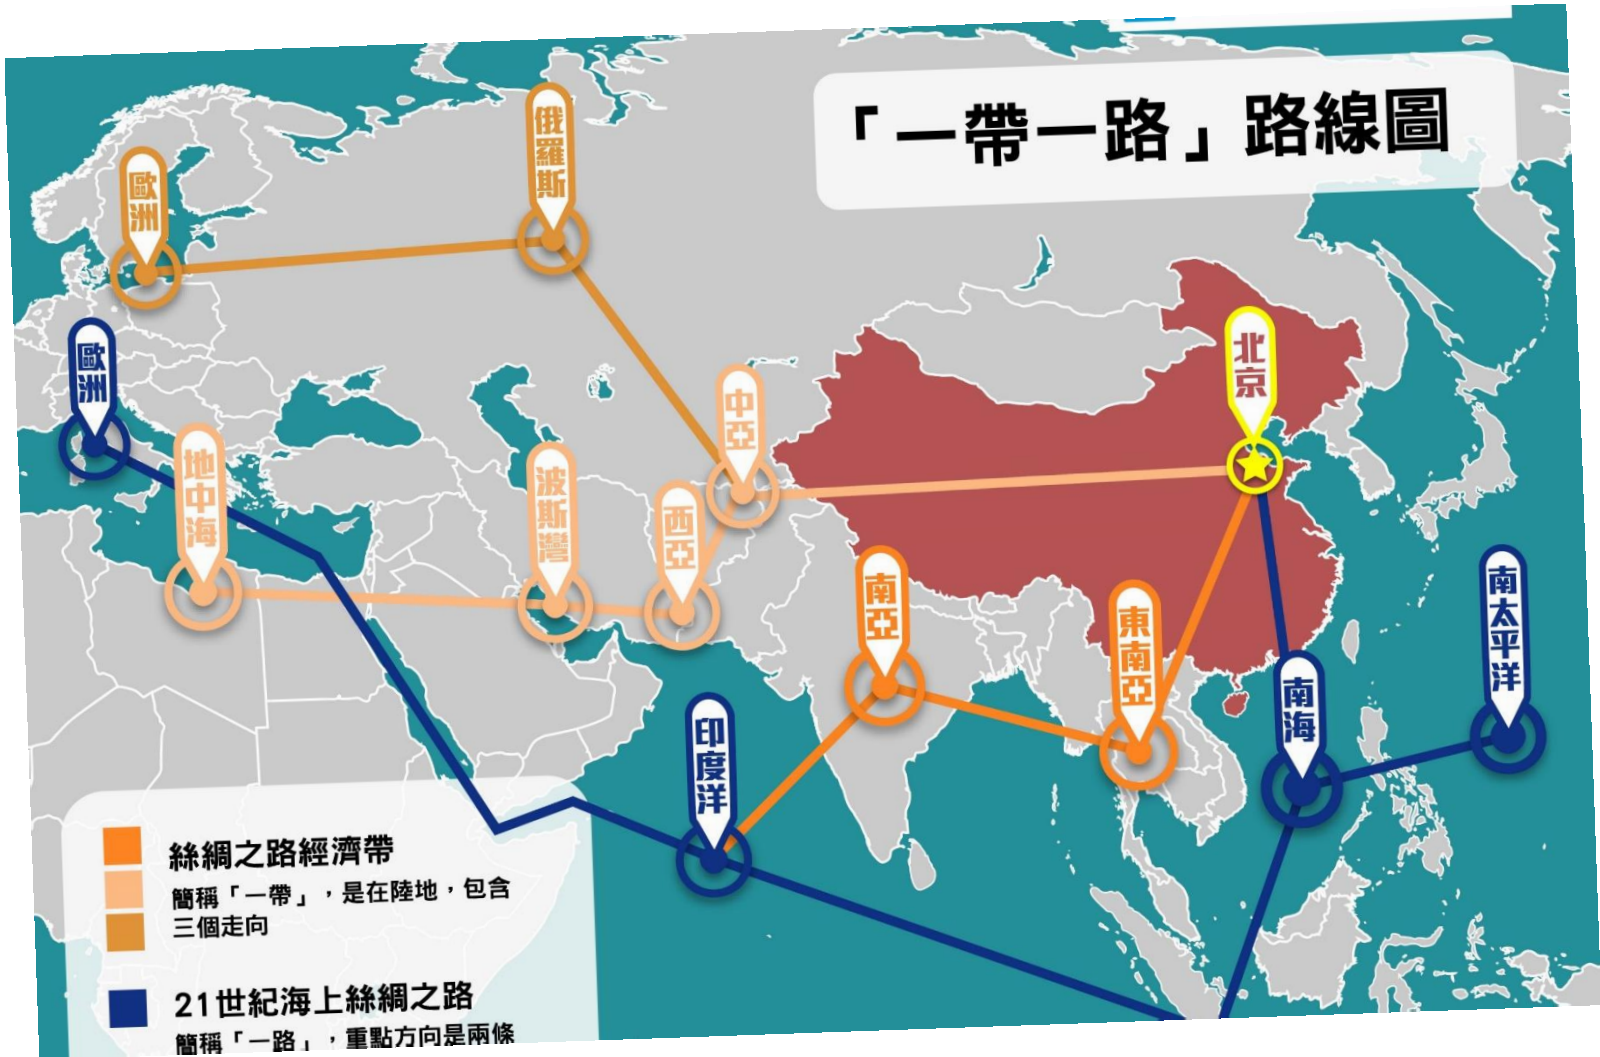 「一帶一路」路線圖
俄羅斯
歐洲
北京
歐洲
中亞
地中海
波斯灣
西亞
南亞
南太平洋
東南亞
南海
印度洋
絲綢之路經濟帶
簡稱「一帶」，是在陸地，包含
三個走向
21世紀海上絲綢之路
簡稱「一路」，重點方向是兩條